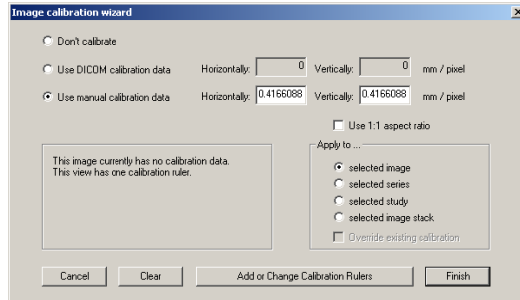 Image calibration wizard
Don't calibrate
Use DICOM calibration data Horizontally: 0 Vertically: 0 mm / pixel
Use manual calibration data Horizontally: 0.4166088 Vertically: 0.4166088 mm / pixel
Use 1:1 aspect ratio
This image currently has no calibration data.
This view has one calibration ruler.
Apply to ...
selected image
selected series
selected study
selected image stack
Override existing calibration
Cancel Clear Add or Change Calibration Rulers Finish